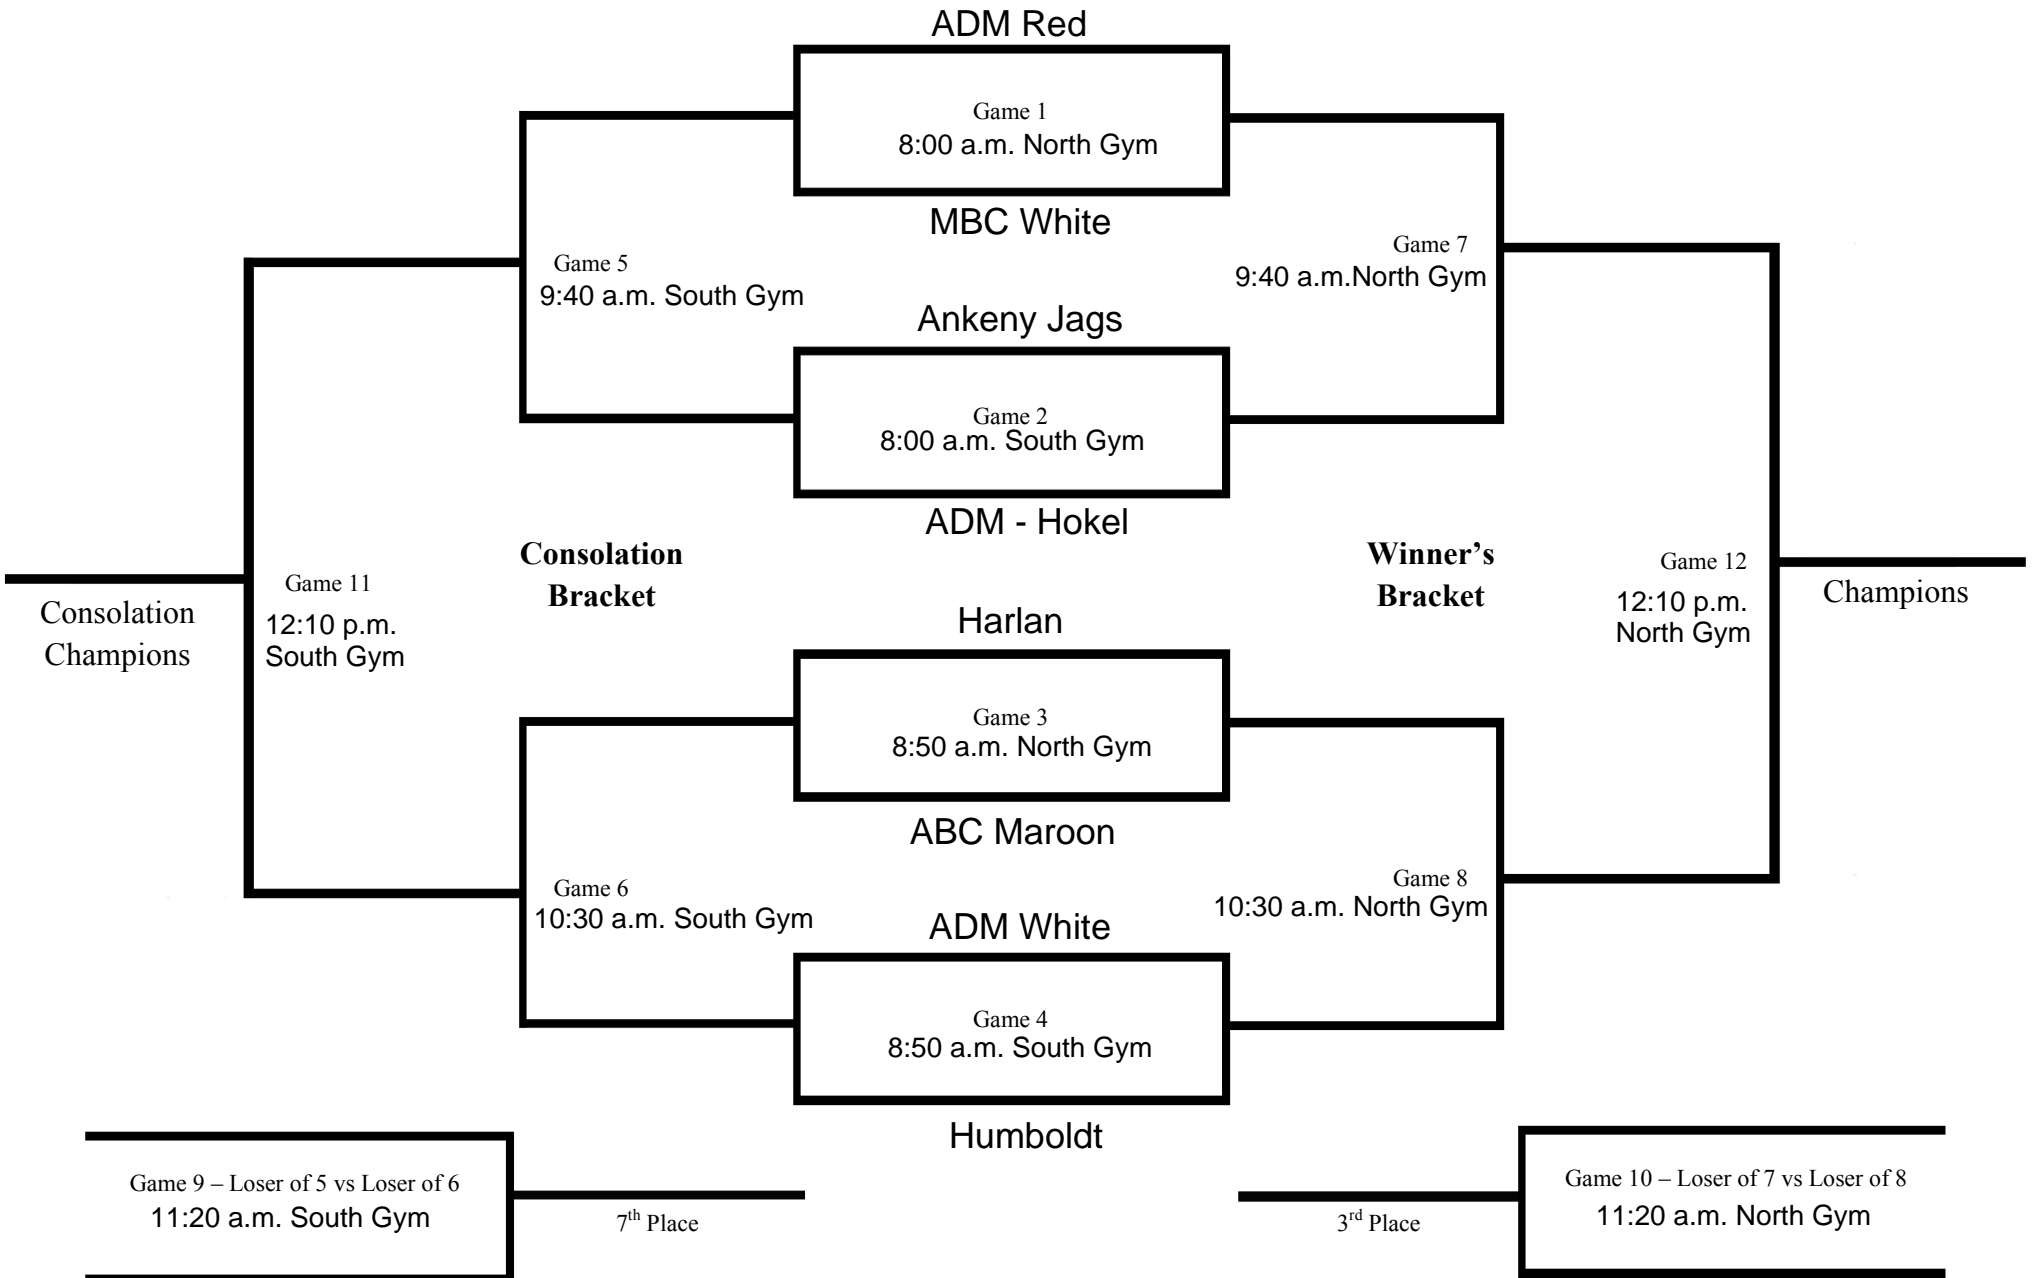 ADM Red
Game 1
8:00 a.m. North Gym
MBC White
Game 5
9:40 a.m. South Gym
Game 7
9:40 a.m.North Gym
Ankeny Jags
Game 2
8:00 a.m. South Gym
ADM - Hokel
Consolation
Bracket
Winner's
Bracket
Game 11
12:10 p.m.
South Gym
Consolation
Champions
Game 12
12:10 p.m.
North Gym
Champions
Harlan
Game 3
8:50 a.m. North Gym
ABC Maroon
Game 6
10:30 a.m. South Gym
Game 8
10:30 a.m. North Gym
ADM White
Game 4
8:50 a.m. South Gym
Humboldt
Game 9 – Loser of 5 vs Loser of 6
11:20 a.m. South Gym
7th Place
3rd Place
Game 10 – Loser of 7 vs Loser of 8
11:20 a.m. North Gym